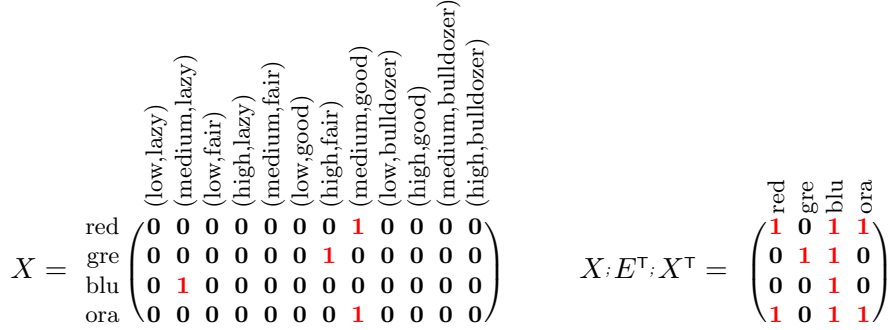 (low,lazy)
(medium,lazy)
(low,fair)
(high,lazy)
(medium,fair)
(low,good)
(high,fair)
(medium,good)
(low,bulldozer)
(high,good)
(medium,bulldozer)
(high,bulldozer)
X =
red 0 0 0 0 0 0 0 1 0 0 0 0
gre 0 0 0 0 0 0 1 0 0 0 0 0
blu 0 1 0 0 0 0 0 0 0 0 0 0
ora 0 0 0 0 0 0 0 1 0 0 0 0
X;Eᵀ;Xᵀ =
red gre blu ora
1 0 1 1
0 1 1 0
0 0 1 0
1 0 1 1